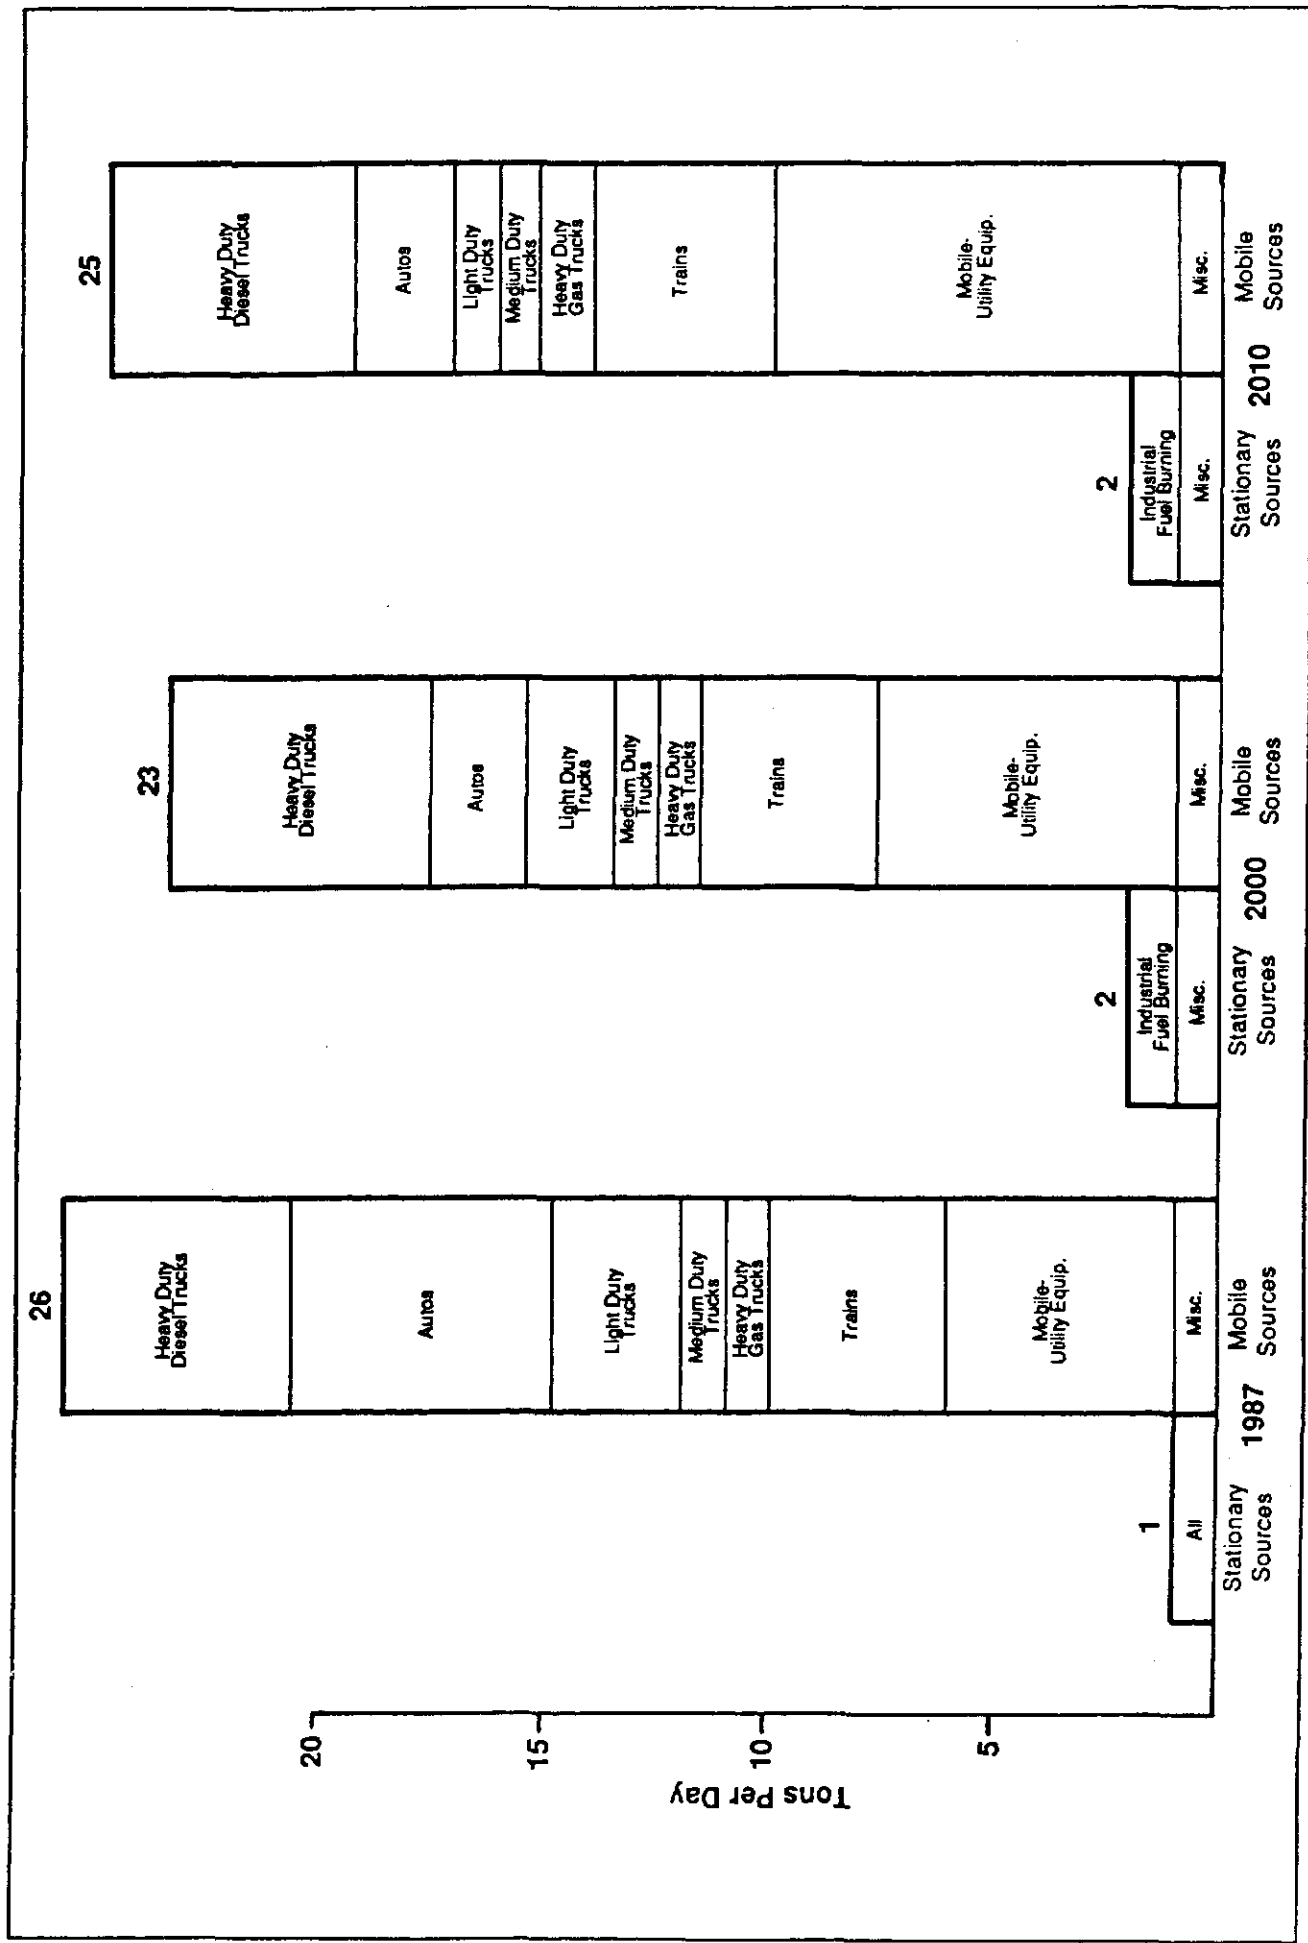 Tons Per Day
20
15
10
5
1
All
Stationary
Sources
1987
26
Heavy Duty
Diesel Trucks
Autos
Light Duty
Trucks
Medium Duty
Trucks
Heavy Duty
Gas Trucks
Trains
Mobile-
Utility Equip.
Misc.
Mobile
Sources
2
Industrial
Fuel Burning
Misc.
Stationary
Sources
2000
23
Heavy Duty
Diesel Trucks
Autos
Light Duty
Trucks
Medium Duty
Trucks
Heavy Duty
Gas Trucks
Trains
Mobile-
Utility Equip.
Misc.
Mobile
Sources
2
Industrial
Fuel Burning
Misc.
Stationary
Sources
2010
25
Heavy Duty
Diesel Trucks
Autos
Light Duty
Trucks
Medium Duty
Trucks
Heavy Duty
Gas Trucks
Trains
Mobile-
Utility Equip.
Misc.
Mobile
Sources